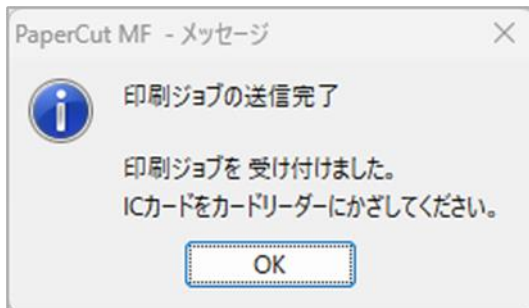 PaperCut MF - メッセージ
印刷ジョブの送信完了
印刷ジョブを 受け付けました。
ICカードをカードリーダーにかざしてください。
OK